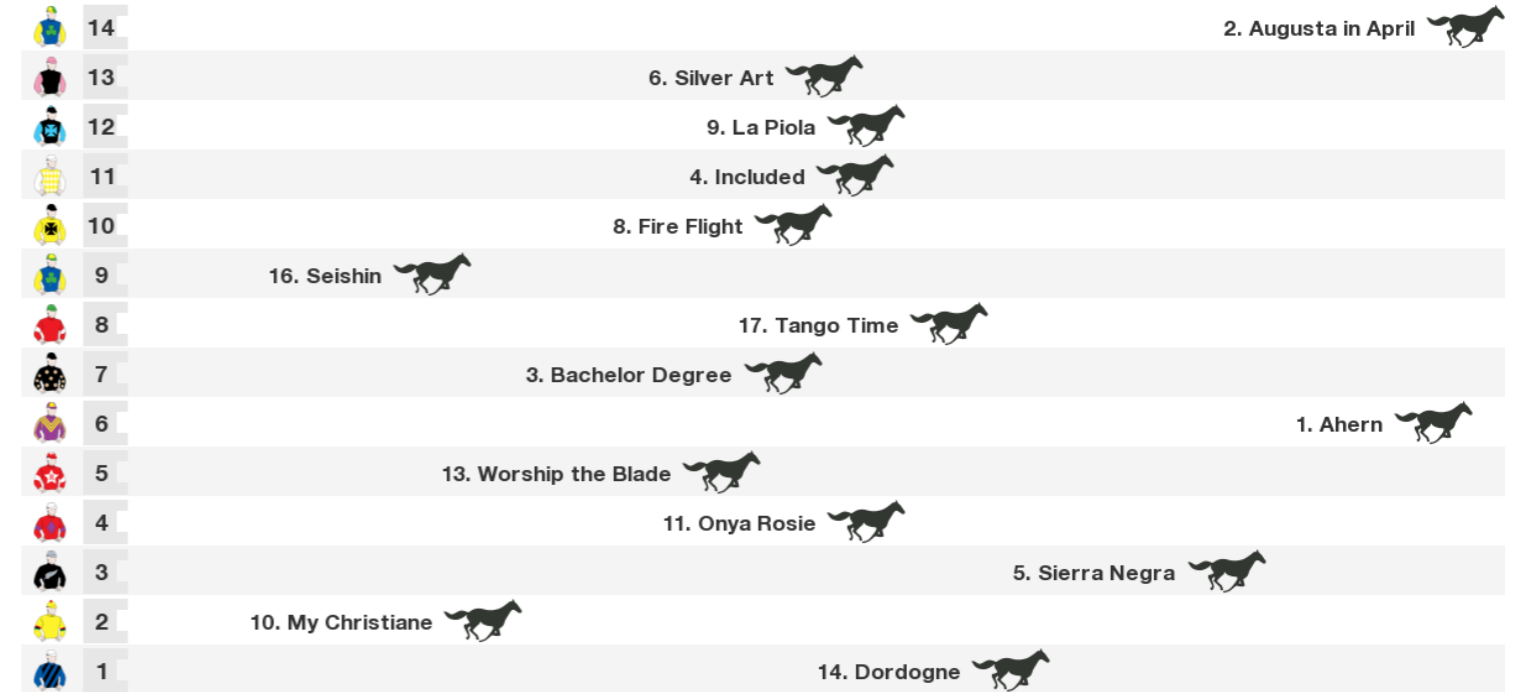 14 2. Augusta in April
13 6. Silver Art
12 9. La Piola
11 4. Included
10 8. Fire Flight
9 16. Seishin
8 17. Tango Time
7 3. Bachelor Degree
6 1. Ahern
5 13. Worship the Blade
4 11. Onya Rosie
3 5. Sierra Negra
2 10. My Christiane
1 14. Dordogne